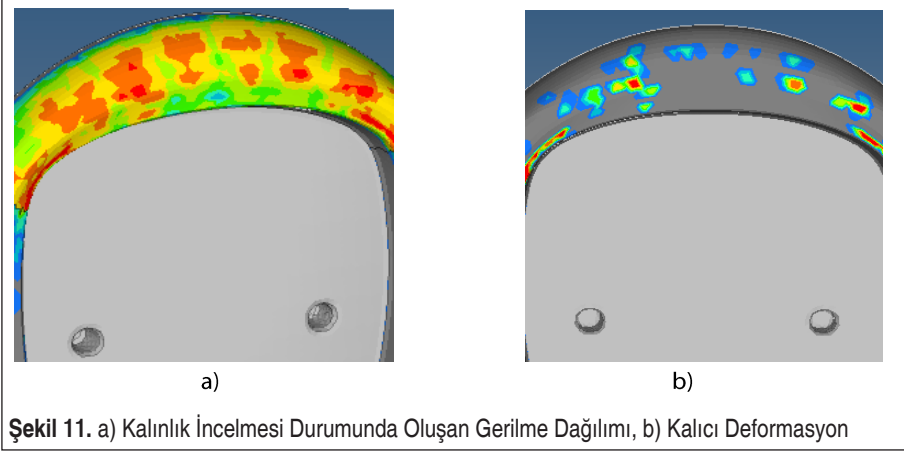 a)
b)
Şekil 11. a) Kalınlık İncelmesi Durumunda Oluşan Gerilme Dağılımı, b) Kalıcı Deformasyon